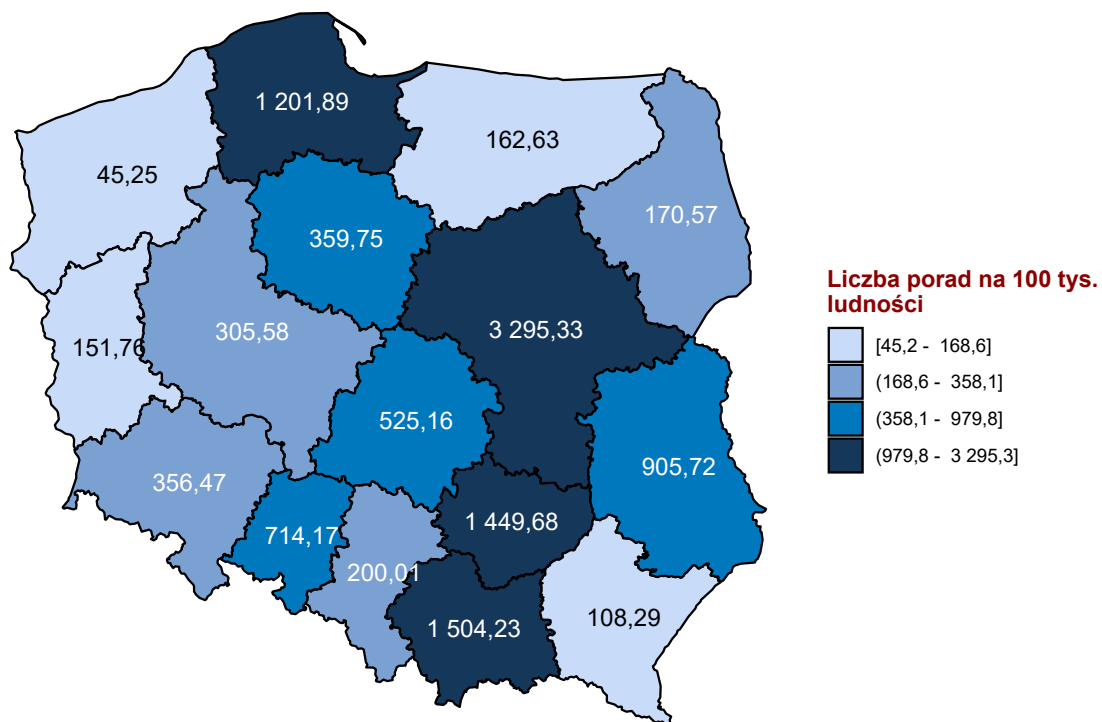 1 201,89
162,63
45,25
170,57
359,75
305,58
3 295,33
151,76
525,16
905,72
356,47
1 449,68
714,17
200,01
108,29
1 504,23
Liczba porad na 100 tys.
ludności
[45,2 - 168,6]
(168,6 - 358,1]
(358,1 - 979,8]
(979,8 - 3 295,3]